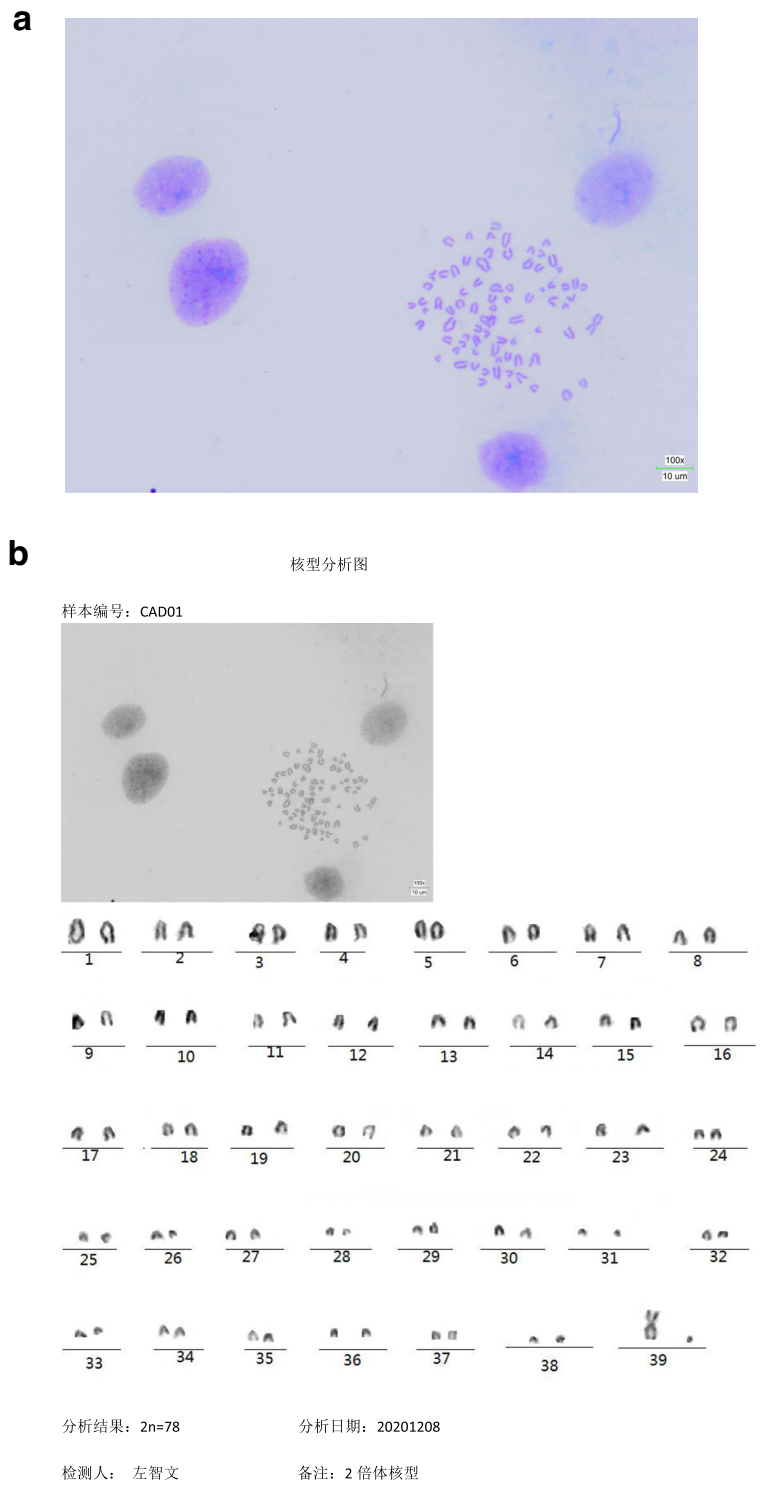 a
100x
10 um
b
核型分析图
样本编号：CAD01
100x
10 um
1 2 3 4 5 6 7 8
9 10 11 12 13 14 15 16
17 18 19 20 21 22 23 24
25 26 27 28 29 30 31 32
33 34 35 36 37 38 39
分析结果：2n=78 分析日期：20201208
检测人： 左智文 备注：2 倍体核型